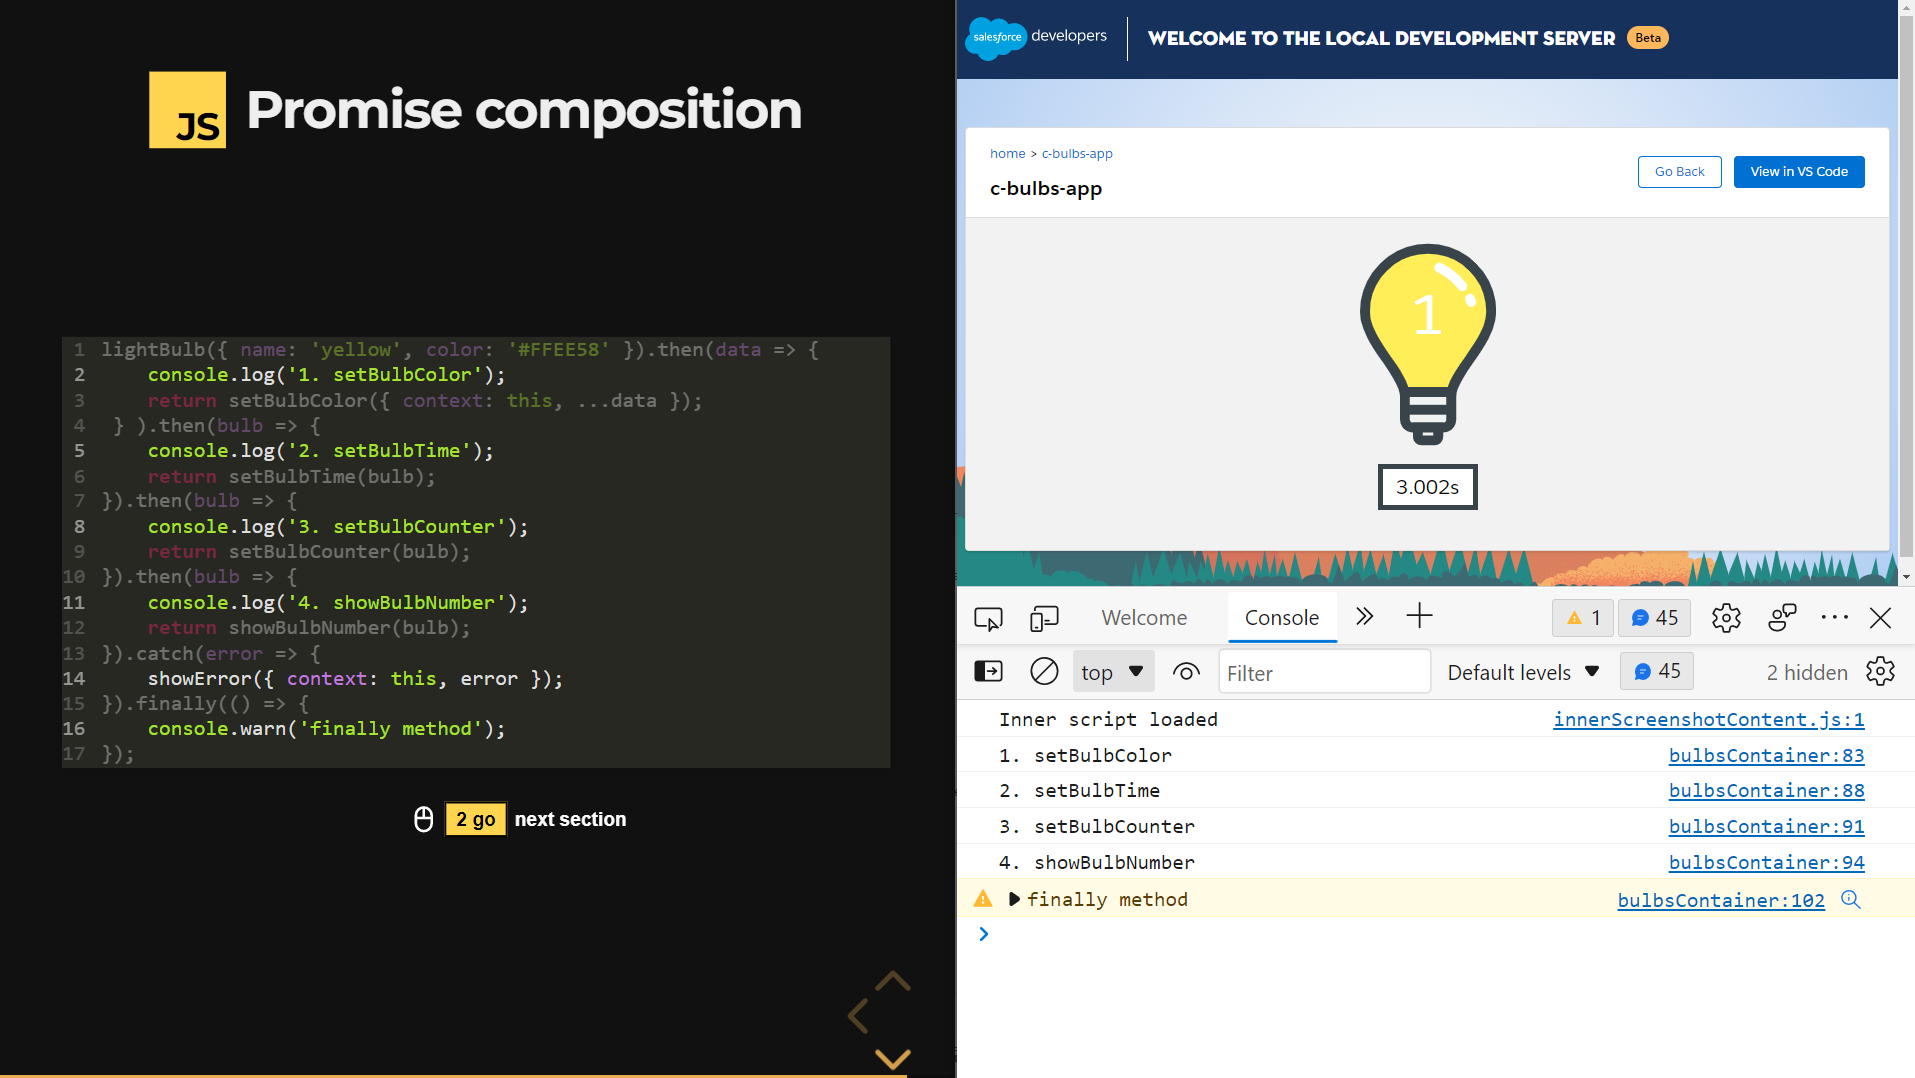 JS Promise composition
1 lightBulb({ name: 'yellow', color: '#FFEE58' }).then(data => {
2 console.log('1. setBulbColor');
3 return setBulbColor({ context: this, ...data });
4 } ).then(bulb => {
5 console.log('2. setBulbTime');
6 return setBulbTime(bulb);
7 }).then(bulb => {
8 console.log('3. setBulbCounter');
9 return setBulbCounter(bulb);
10 }).then(bulb => {
11 console.log('4. showBulbNumber');
12 return showBulbNumber(bulb);
13 }).catch(error => {
14 showError({ context: this, error });
15 }).finally(() => {
16 console.warn('finally method');
17 });
2 go next section
salesforce developers WELCOME TO THE LOCAL DEVELOPMENT SERVER Beta
home > c-bulbs-app
Go Back View in VS Code
c-bulbs-app
1
3.002s
Welcome Console 1 45
top Filter Default levels 45 2 hidden
Inner script loaded innerScreenshotContent.js:1
1. setBulbColor bulbsContainer:83
2. setBulbTime bulbsContainer:88
3. setBulbCounter bulbsContainer:91
4. showBulbNumber bulbsContainer:94
finally method bulbsContainer:102